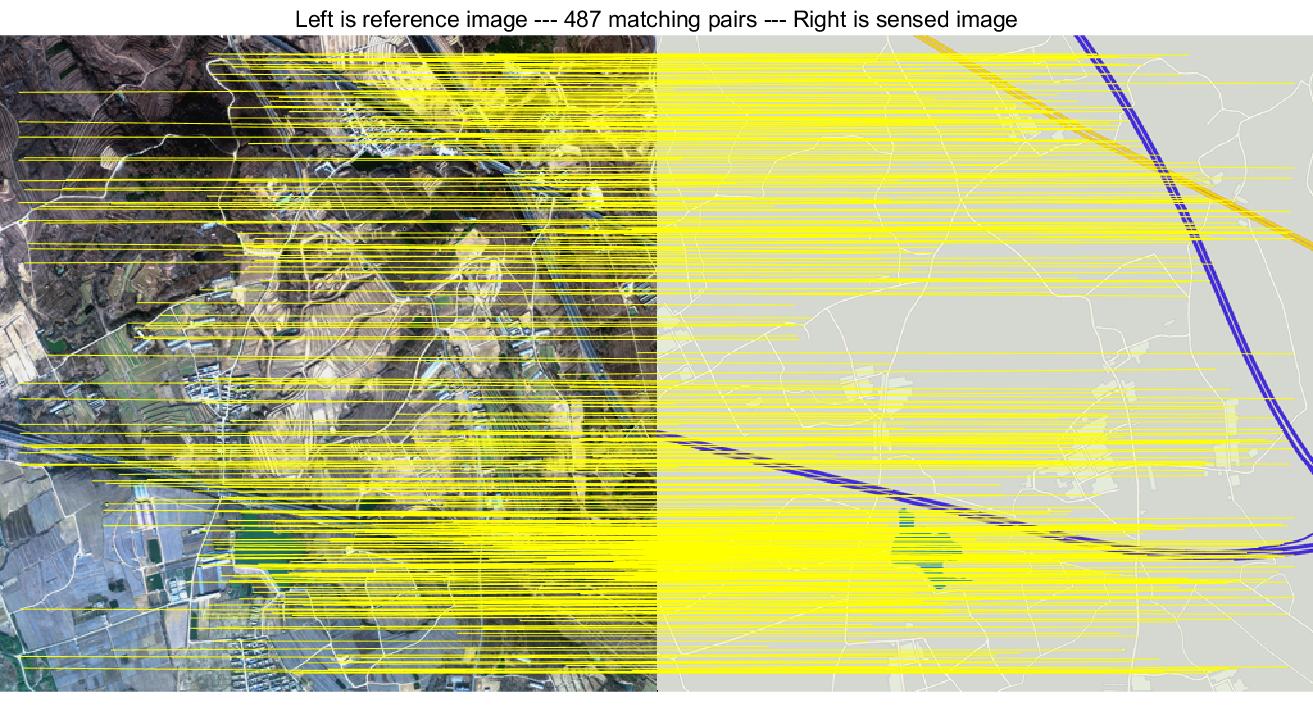 Left is reference image --- 487 matching pairs --- Right is sensed image